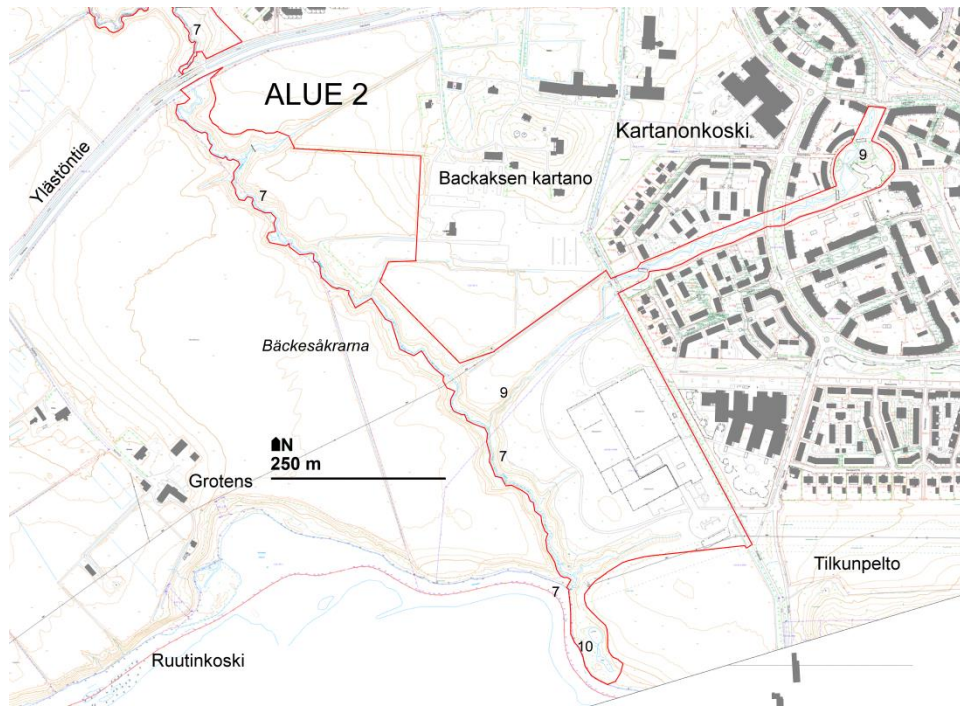 7
ALUE 2
Kartanonkoski
9
Ylästöntie
Backaksen kartano
7
Bäckesåkrarna
9
N
250 m
7
Grotens
Tilkunpelto
7
10
Ruutinkoski